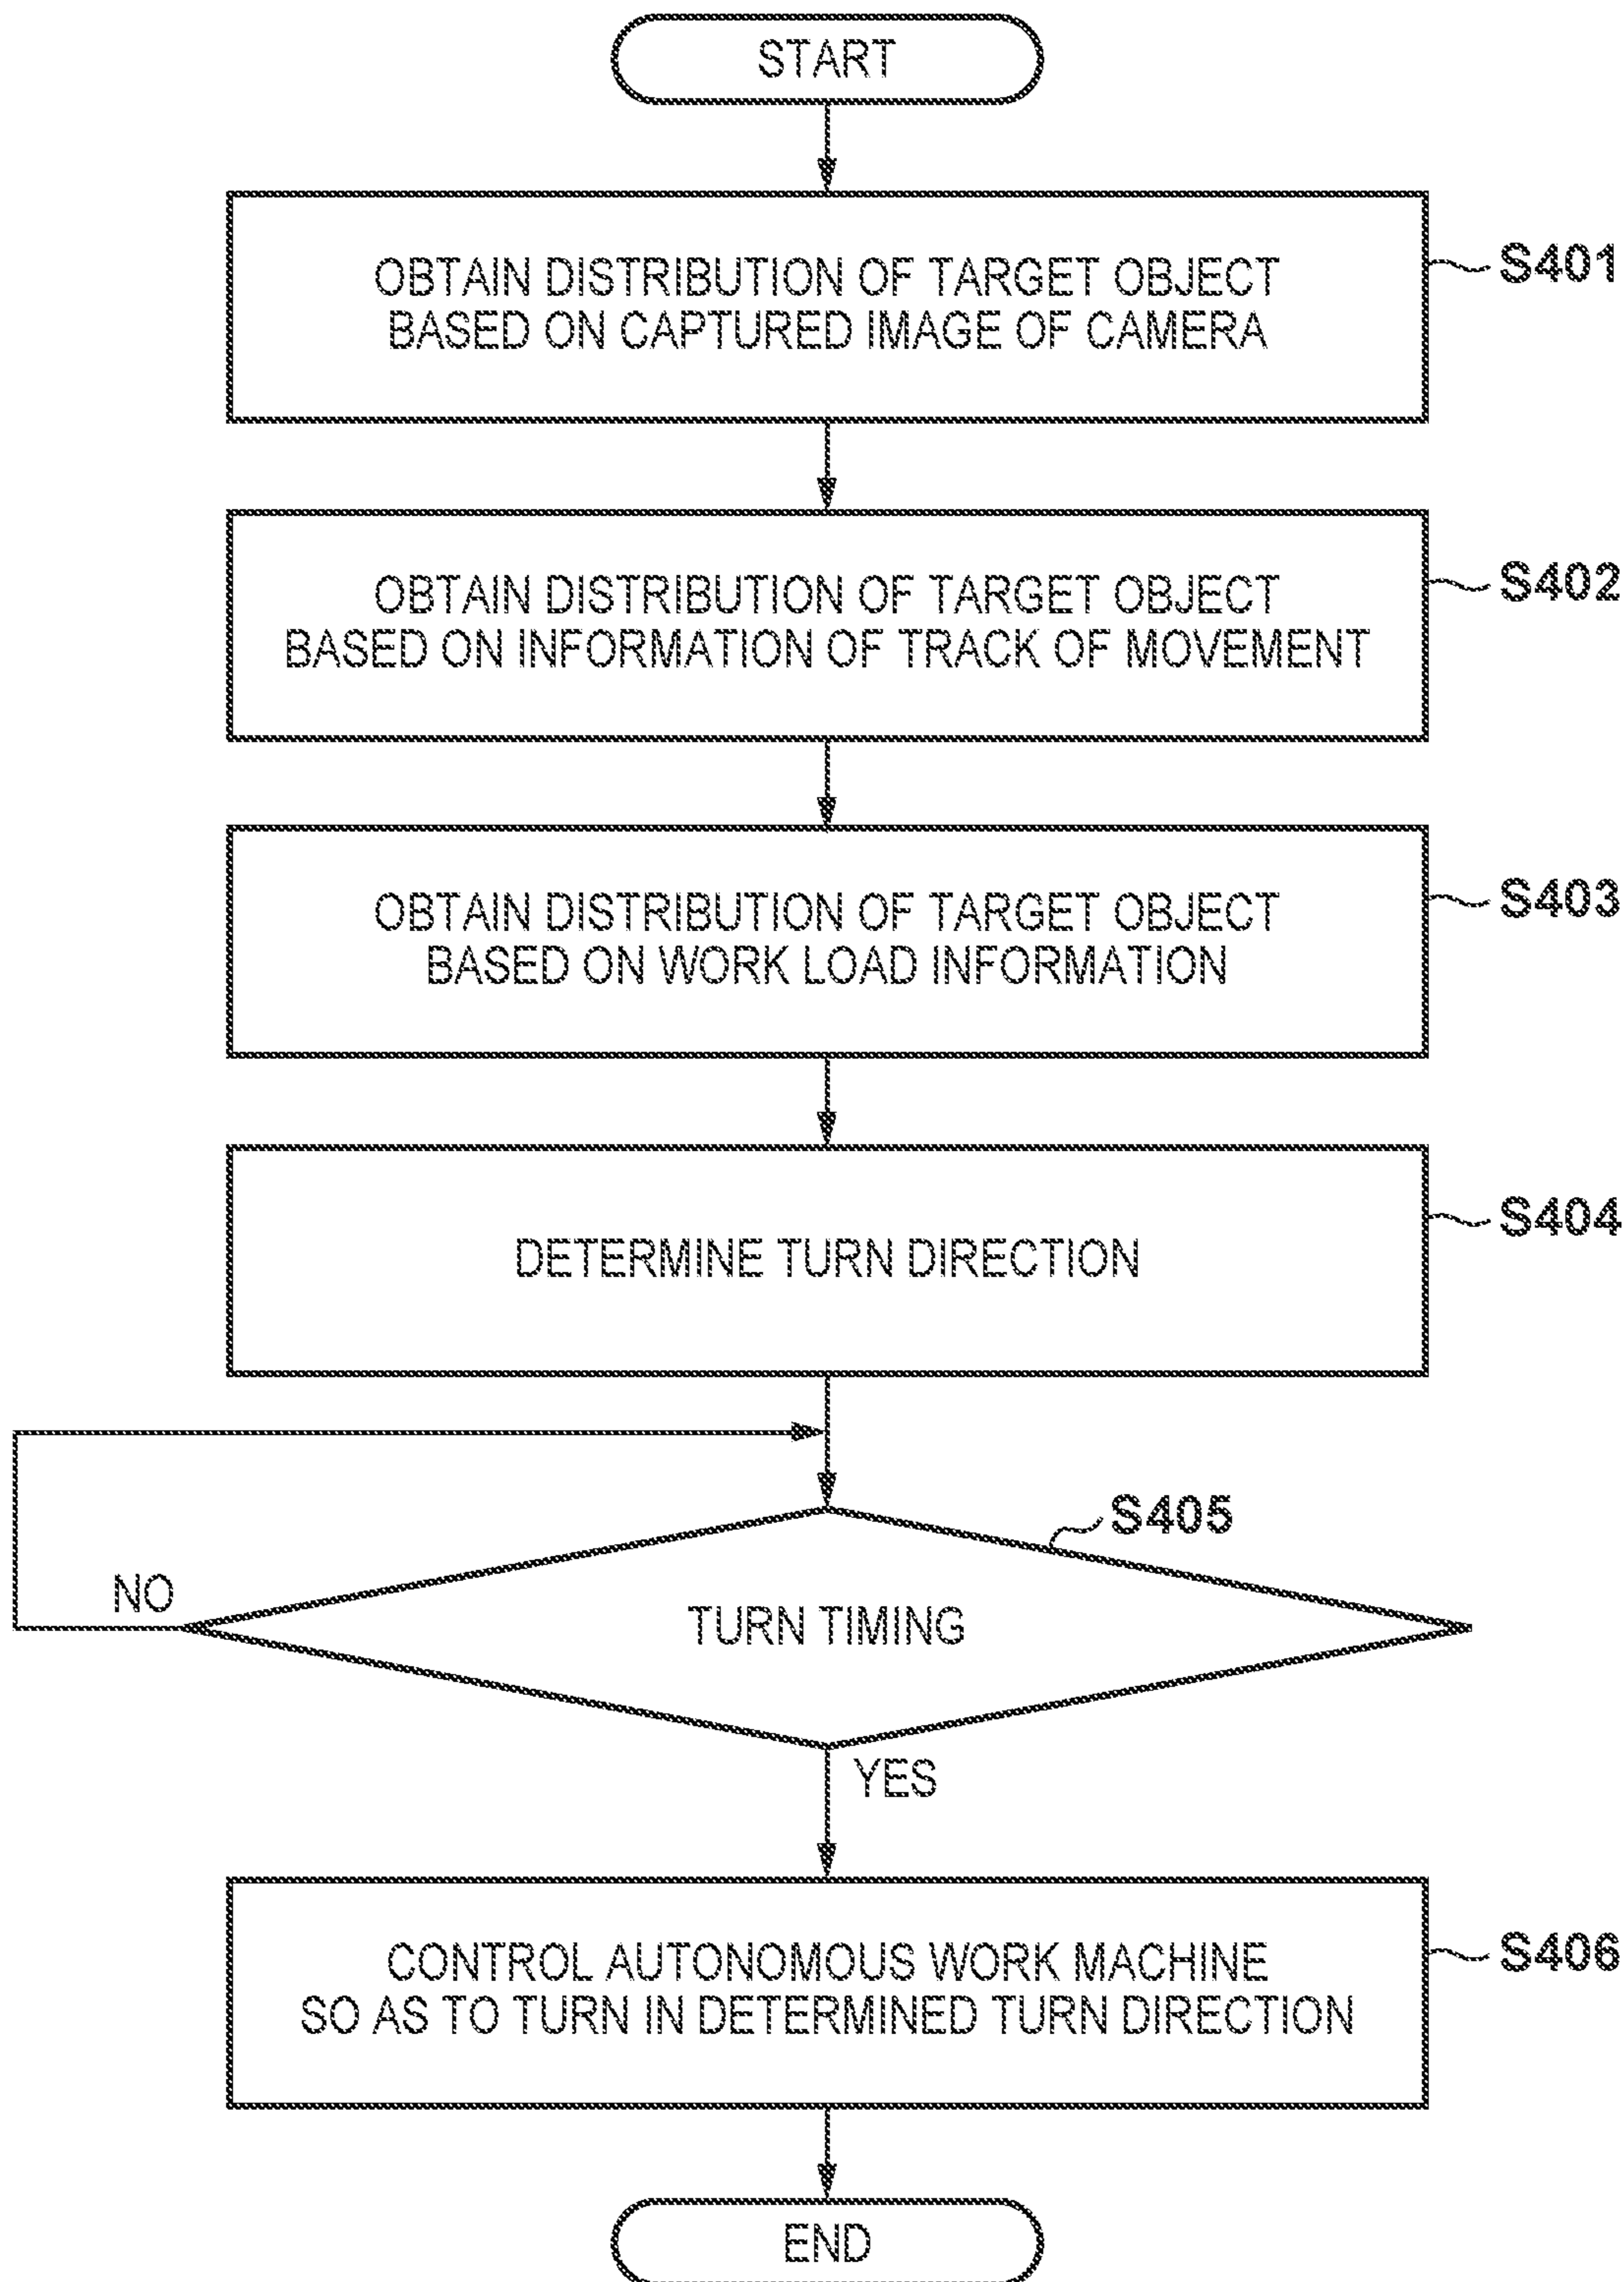 START
OBTAIN DISTRIBUTION OF TARGET OBJECT
BASED ON CAPTURED IMAGE OF CAMERA
S401
OBTAIN DISTRIBUTION OF TARGET OBJECT
BASED ON INFORMATION OF TRACK OF MOVEMENT
S402
OBTAIN DISTRIBUTION OF TARGET OBJECT
BASED ON WORK LOAD INFORMATION
S403
DETERMINE TURN DIRECTION
S404
S405
NO
TURN TIMING
YES
CONTROL AUTONOMOUS WORK MACHINE
SO AS TO TURN IN DETERMINED TURN DIRECTION
S406
END